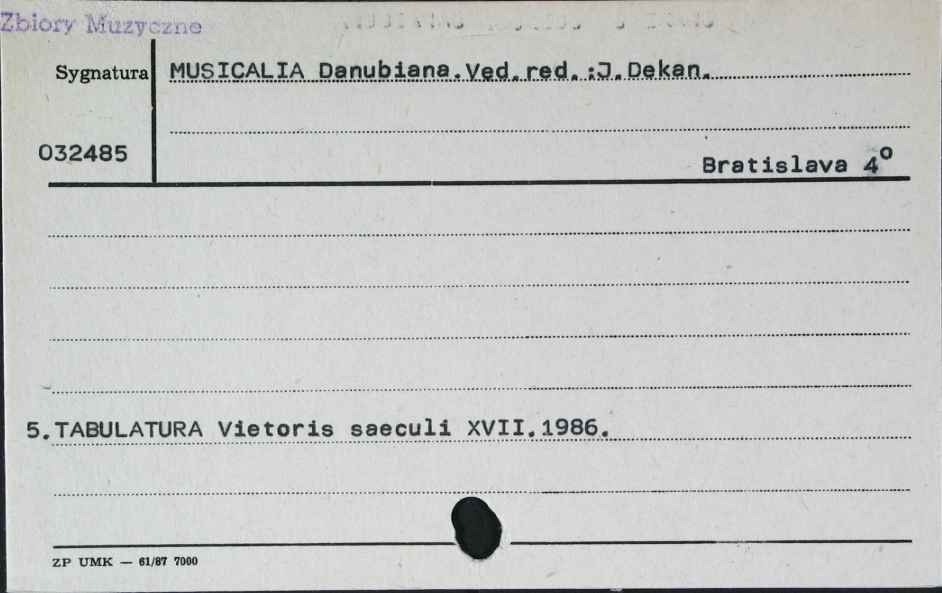 Zbiory Muzyczne
Sygnatura
MUSICALIA Danubiana.Ved.red.:J.Dekan.
032485
Bratislava 4º
5.TABULATURA Vietoris saeculi XVII.1986.
ZP UMK — 61/87 7000